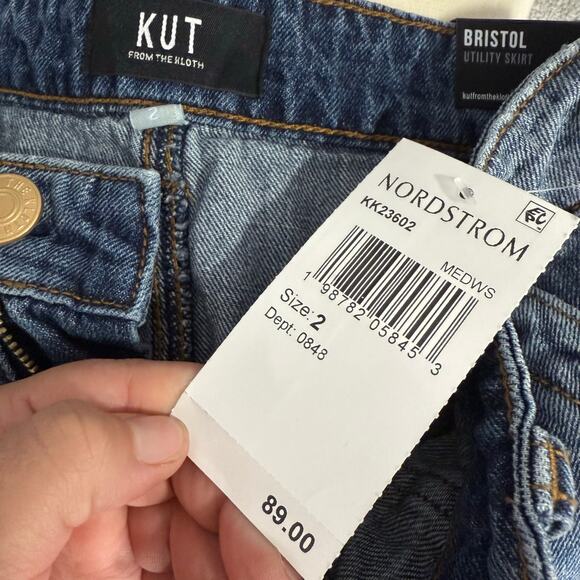 KUT
FROM THE KLOTH
2
BRISTOL
UTILITY SKIRT
kutfromthekloth
NORDSTROM
KK23602
MEDWS
1 98782 05845 3
Size: 2
Dept: 0848
89.00